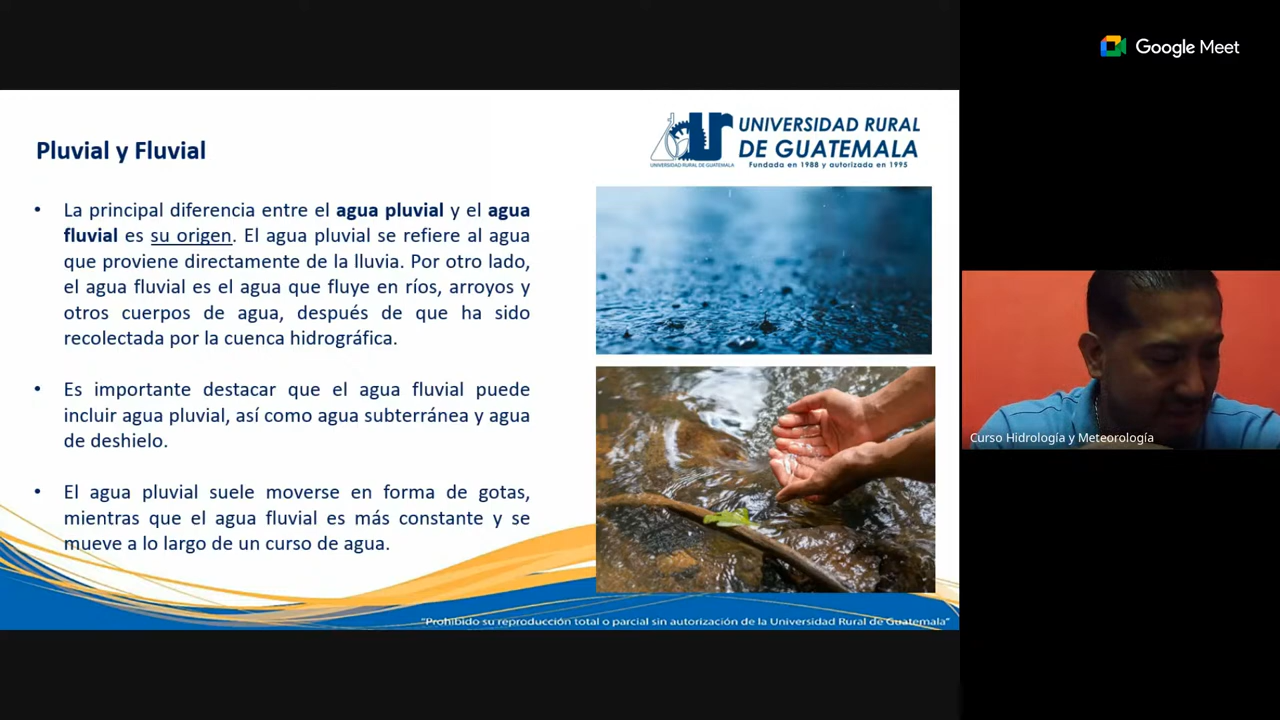 Google Meet
Pluvial y Fluvial
UNIVERSIDAD RURAL
DE GUATEMALA
Fundada en 1988 y autorizada en 1995
UNIVERSIDAD RURAL DE GUATEMALA
• La principal diferencia entre el agua pluvial y el agua
fluvial es su origen. El agua pluvial se refiere al agua
que proviene directamente de la lluvia. Por otro lado,
el agua fluvial es el agua que fluye en ríos, arroyos y
otros cuerpos de agua, después de que ha sido
recolectada por la cuenca hidrográfica.
• Es importante destacar que el agua fluvial puede
incluir agua pluvial, así como agua subterránea y agua
de deshielo.
• El agua pluvial suele moverse en forma de gotas,
mientras que el agua fluvial es más constante y se
mueve a lo largo de un curso de agua.
"Prohibido su reproducción total o parcial sin autorización de la Universidad Rural de Guatemala"
Curso Hidrología y Meteorología